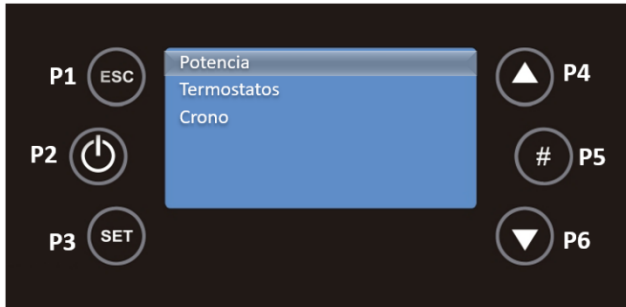 P1
ESC
P2
P3
SET
Potencia
Termostatos
Crono
P4
#
P5
P6